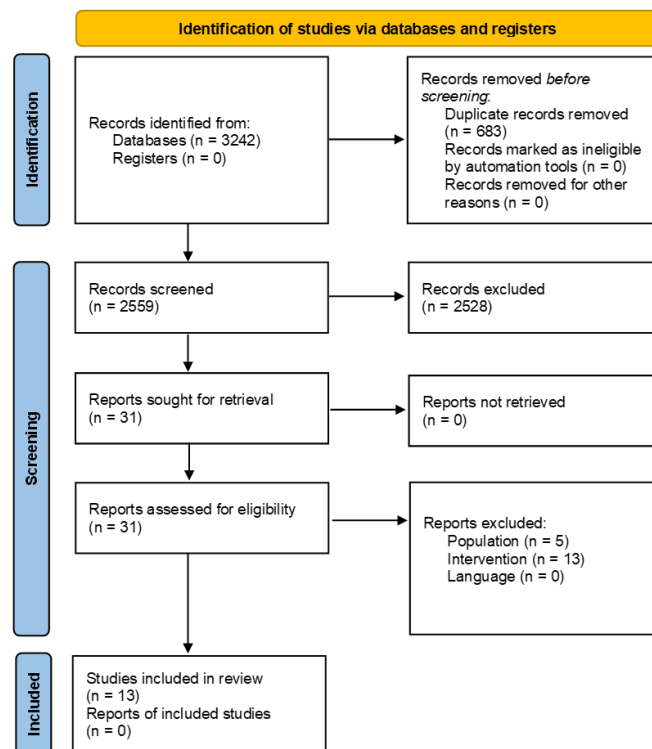 Identification of studies via databases and registers
Identification
Records identified from:
Databases (n = 3242)
Registers (n = 0)
Records removed before
screening:
Duplicate records removed
(n = 683)
Records marked as ineligible
by automation tools (n = 0)
Records removed for other
reasons (n = 0)
Screening
Records screened
(n = 2559)
Records excluded
(n = 2528)
Reports sought for retrieval
(n = 31)
Reports not retrieved
(n = 0)
Reports assessed for eligibility
(n = 31)
Reports excluded:
Population (n = 5)
Intervention (n = 13)
Language (n = 0)
Included
Studies included in review
(n = 13)
Reports of included studies
(n = 0)